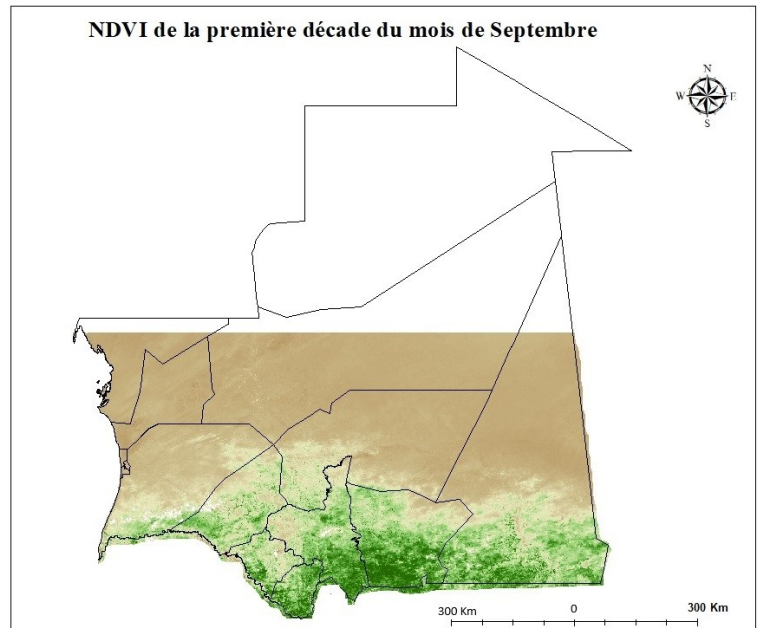 NDVI de la première décade du mois de Septembre
N
W E
S
300 Km 0 300 Km